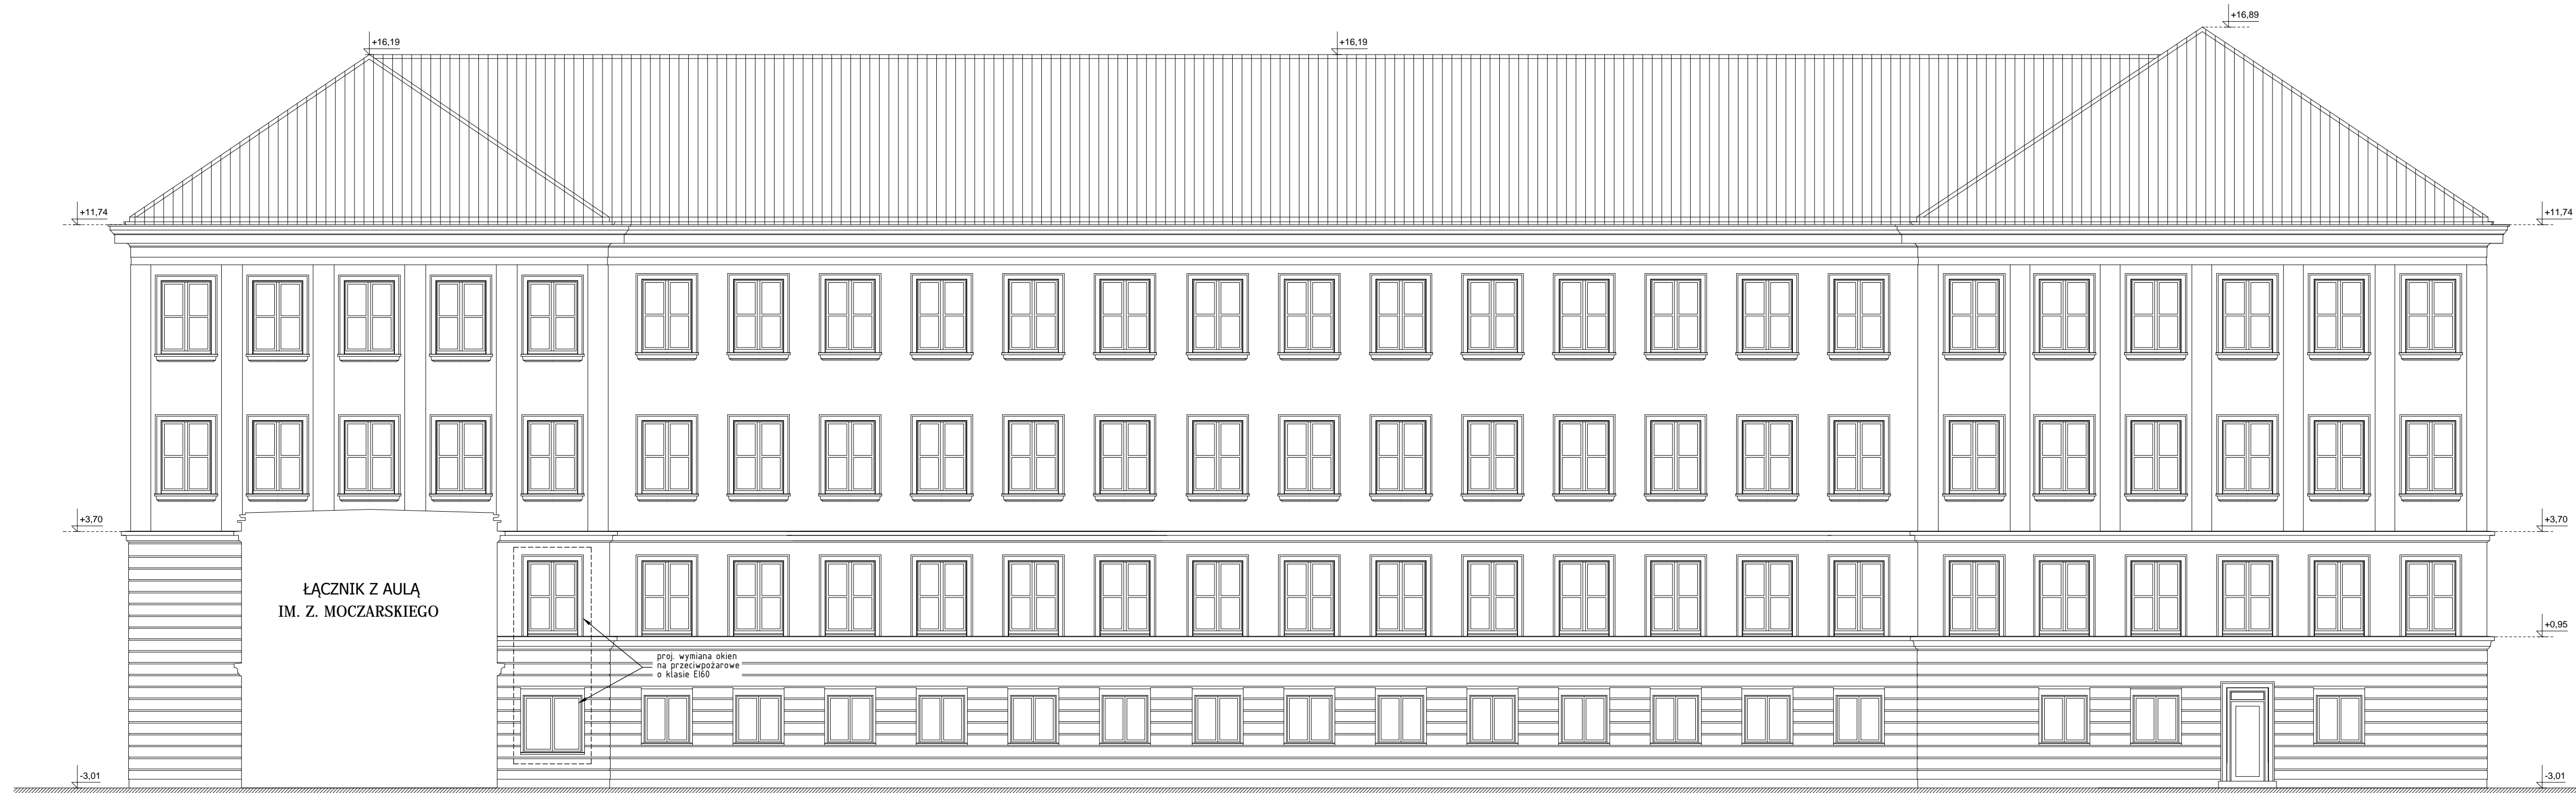 +16,89
+16,19
+16,19
+11,74
+11,74
+3,70
+3,70
ŁĄCZNIK Z AULĄ
IM. Z. MOCZARSKIEGO
+0,95
proj. wymiana okien
na przeciwpożarowe
o klasie EI60
-3,01
-3,01